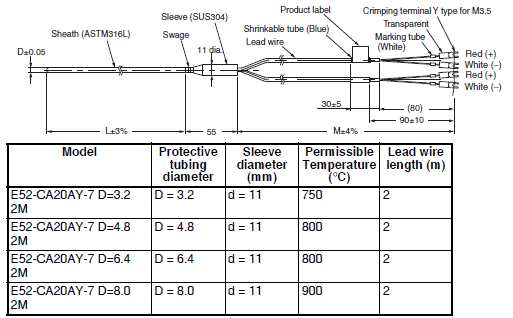 Product label
Crimping terminal Y type for M3.5
Sleeve (SUS304)
Transparent
Sheath (ASTM316L)
Shrinkable tube (Blue)
Marking tube
(White)
Swage
Lead wire
D±0.05
11 dia.
Red (+)
White (–)
Red (+)
White (–)
30±5
(80)
90±10
L±3%
55
M±4%
Model
Protective tubing diameter
Sleeve diameter (mm)
Permissible Temperature (°C)
Lead wire length (m)
E52-CA20AY-7 D=3.2 2M
D = 3.2
d = 11
750
2
E52-CA20AY-7 D=4.8 2M
D = 4.8
d = 11
800
2
E52-CA20AY-7 D=6.4 2M
D = 6.4
d = 11
800
2
E52-CA20AY-7 D=8.0 2M
D = 8.0
d = 11
900
2